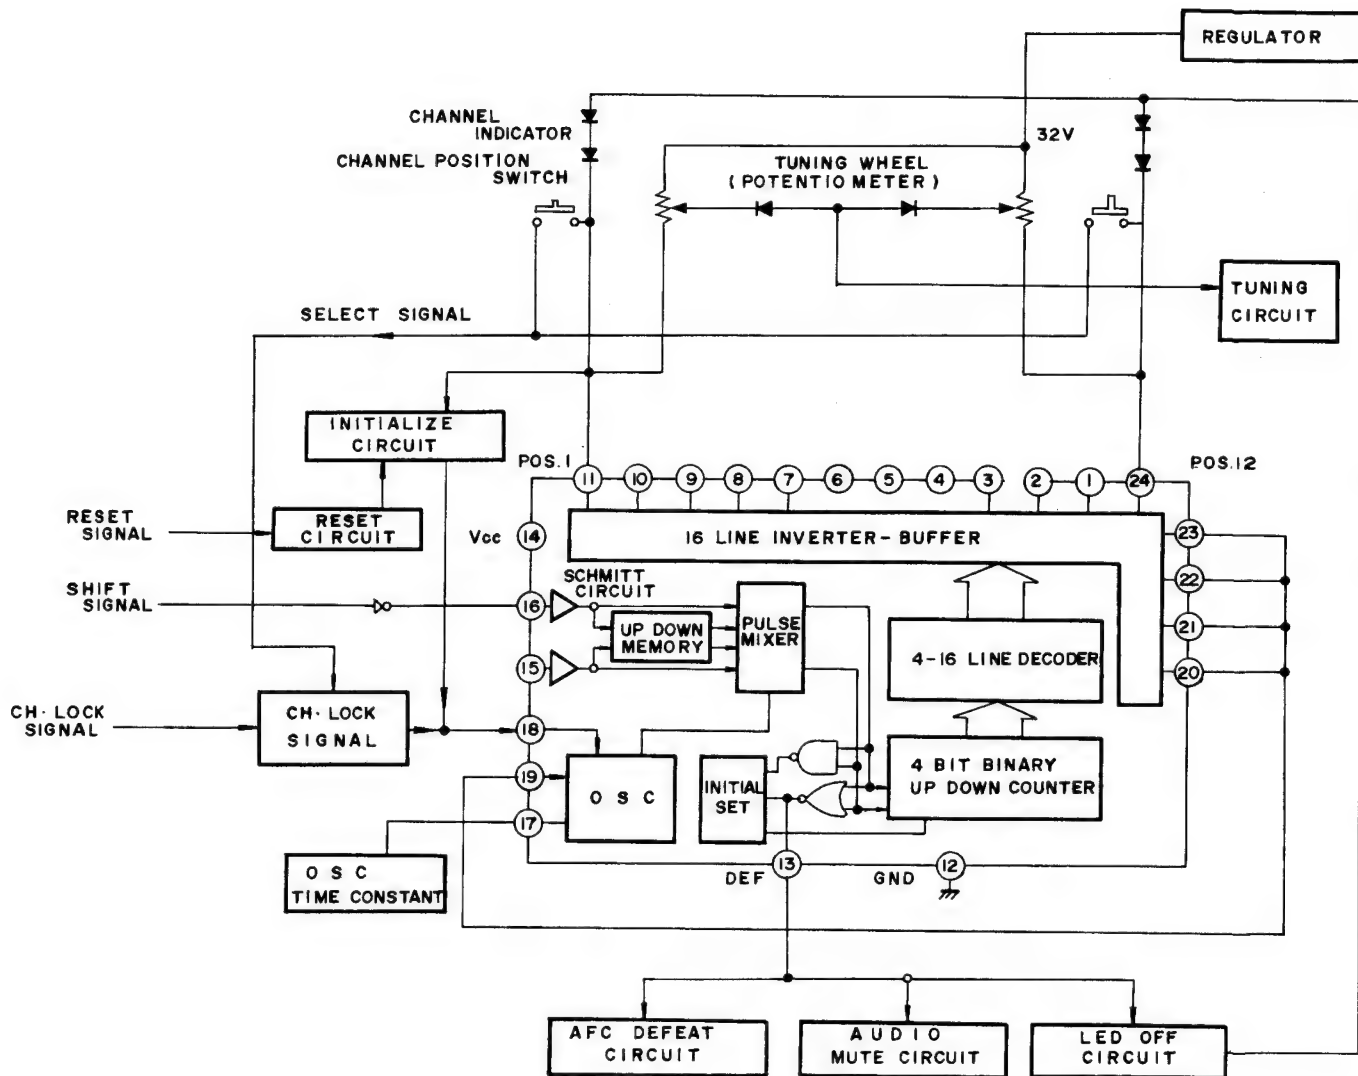 REGULATOR
CHANNEL
INDICATOR
CHANNEL POSITION
SWITCH
TUNING WHEEL
(POTENTIOMETER)
32V
TUNING
CIRCUIT
SELECT SIGNAL
INITIALIZE
CIRCUIT
POS.1
POS.12
11 10 9 8 7 6 5 4 3 2 1 24
RESET
SIGNAL
RESET
CIRCUIT
Vcc 14
16 LINE INVERTER-BUFFER
23
22
21
20
SHIFT
SIGNAL
16
SCHMITT
CIRCUIT
UP DOWN
MEMORY
PULSE
MIXER
15
4-16 LINE DECODER
CH·LOCK
SIGNAL
CH·LOCK
SIGNAL
18
19
17
OSC
INITIAL
SET
4 BIT BINARY
UP DOWN COUNTER
OSC
TIME CONSTANT
DEF 13
GND 12
AFC DEFEAT
CIRCUIT
AUDIO
MUTE CIRCUIT
LED OFF
CIRCUIT